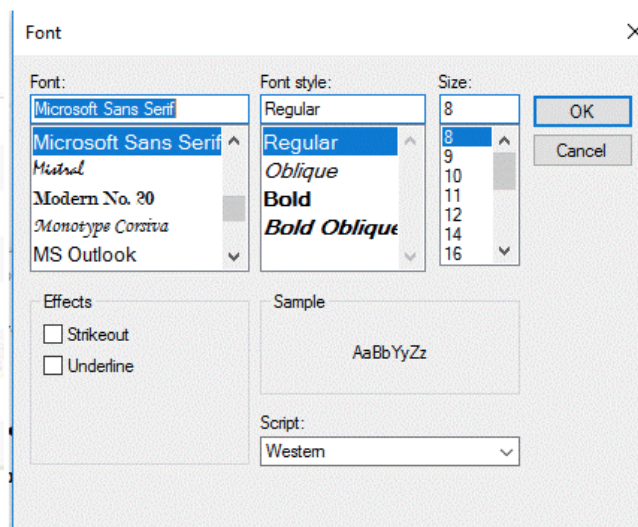 Font
Font:
Microsoft Sans Serif
Microsoft Sans Serif
Mistral
Modern No. 20
Monotype Corsiva
MS Outlook
Font style:
Regular
Regular
Oblique
Bold
Bold Oblique
Size:
8
8
9
10
11
12
14
16
OK
Cancel
Effects
Strikeout
Underline
Sample
AaBbYyZz
Script:
Western